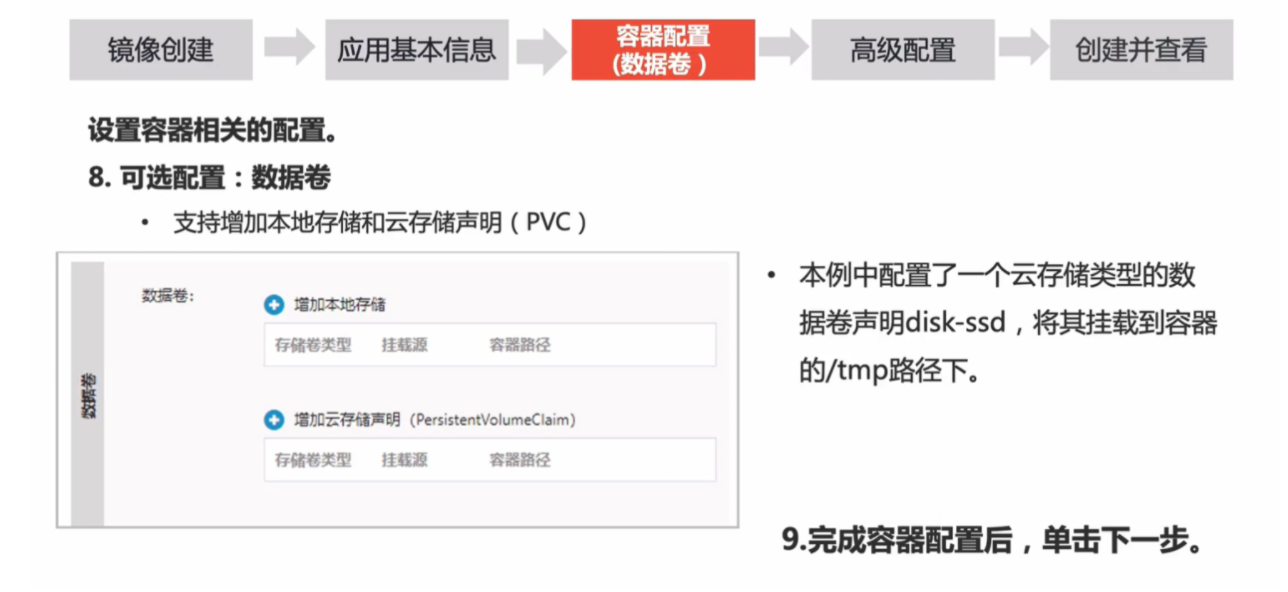 镜像创建
应用基本信息
容器配置
(数据卷)
高级配置
创建并查看
设置容器相关的配置。
8. 可选配置：数据卷
• 支持增加本地存储和云存储声明（PVC）
数据卷
数据卷:
增加本地存储
存储卷类型 挂载源 容器路径
增加云存储声明（PersistentVolumeClaim）
存储卷类型 挂载源 容器路径
• 本例中配置了一个云存储类型的数
据卷声明disk-ssd，将其挂载到容器
的/tmp路径下。
9.完成容器配置后，单击下一步。